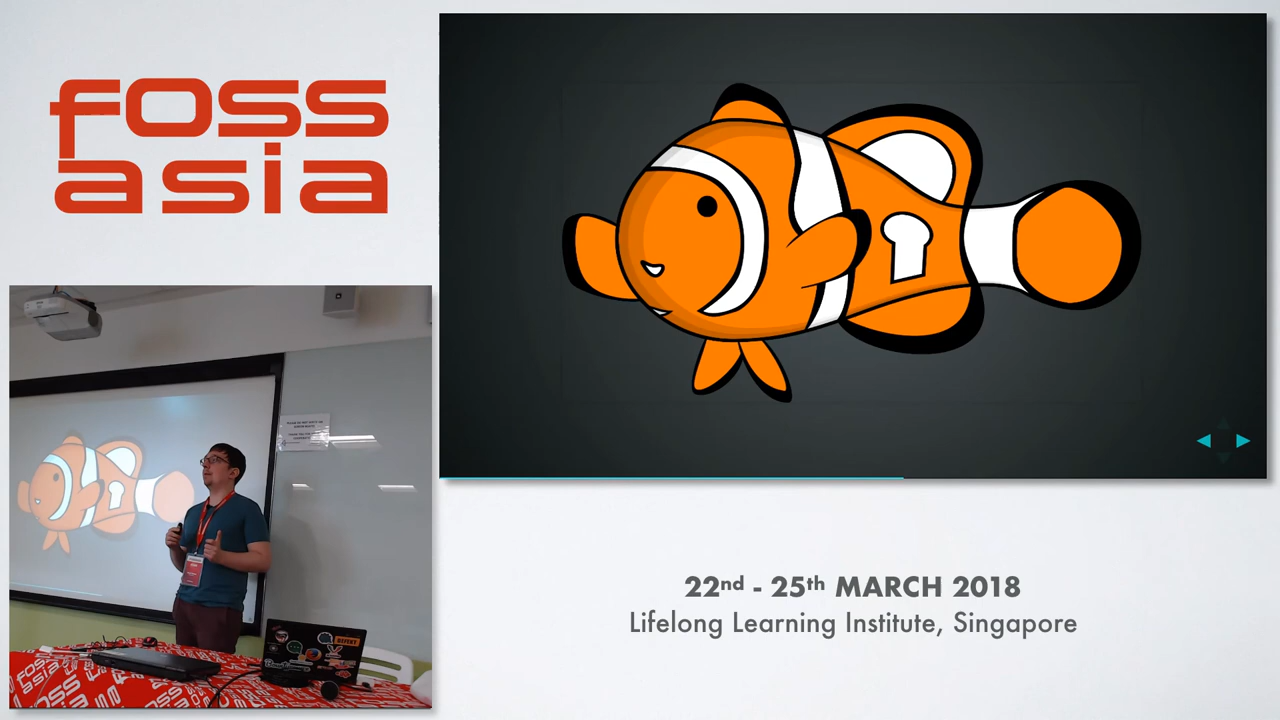 foss
asia
22nd - 25th MARCH 2018
Lifelong Learning Institute, Singapore